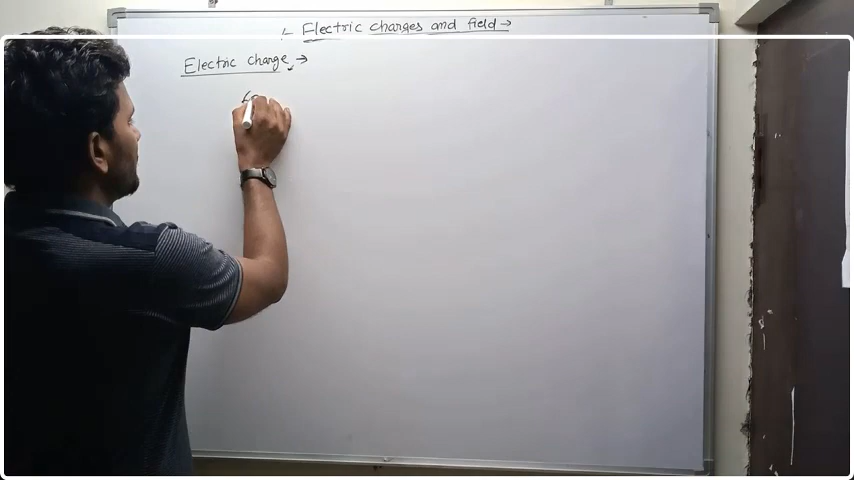 Electric charges and field →
Electric charge →